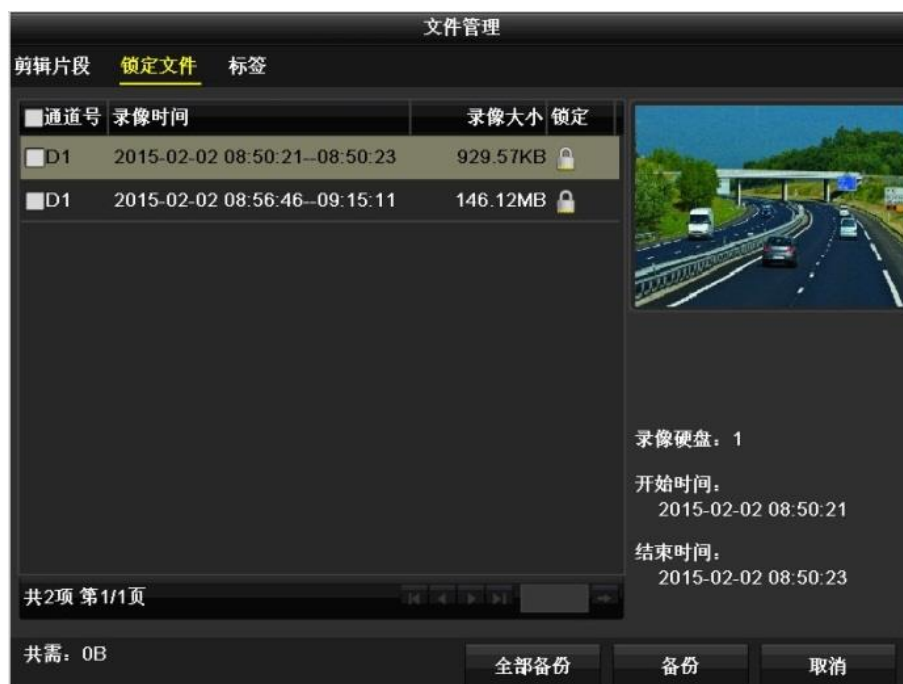 文件管理
剪辑片段 锁定文件 标签
通道号 录像时间 录像大小 锁定
D1 2015-02-02 08:50:21--08:50:23 929.57KB
D1 2015-02-02 08:56:46--09:15:11 146.12MB
录像硬盘：1
开始时间：
2015-02-02 08:50:21
结束时间：
2015-02-02 08:50:23
共2项 第1/1页
共需：0B
全部备份 备份 取消